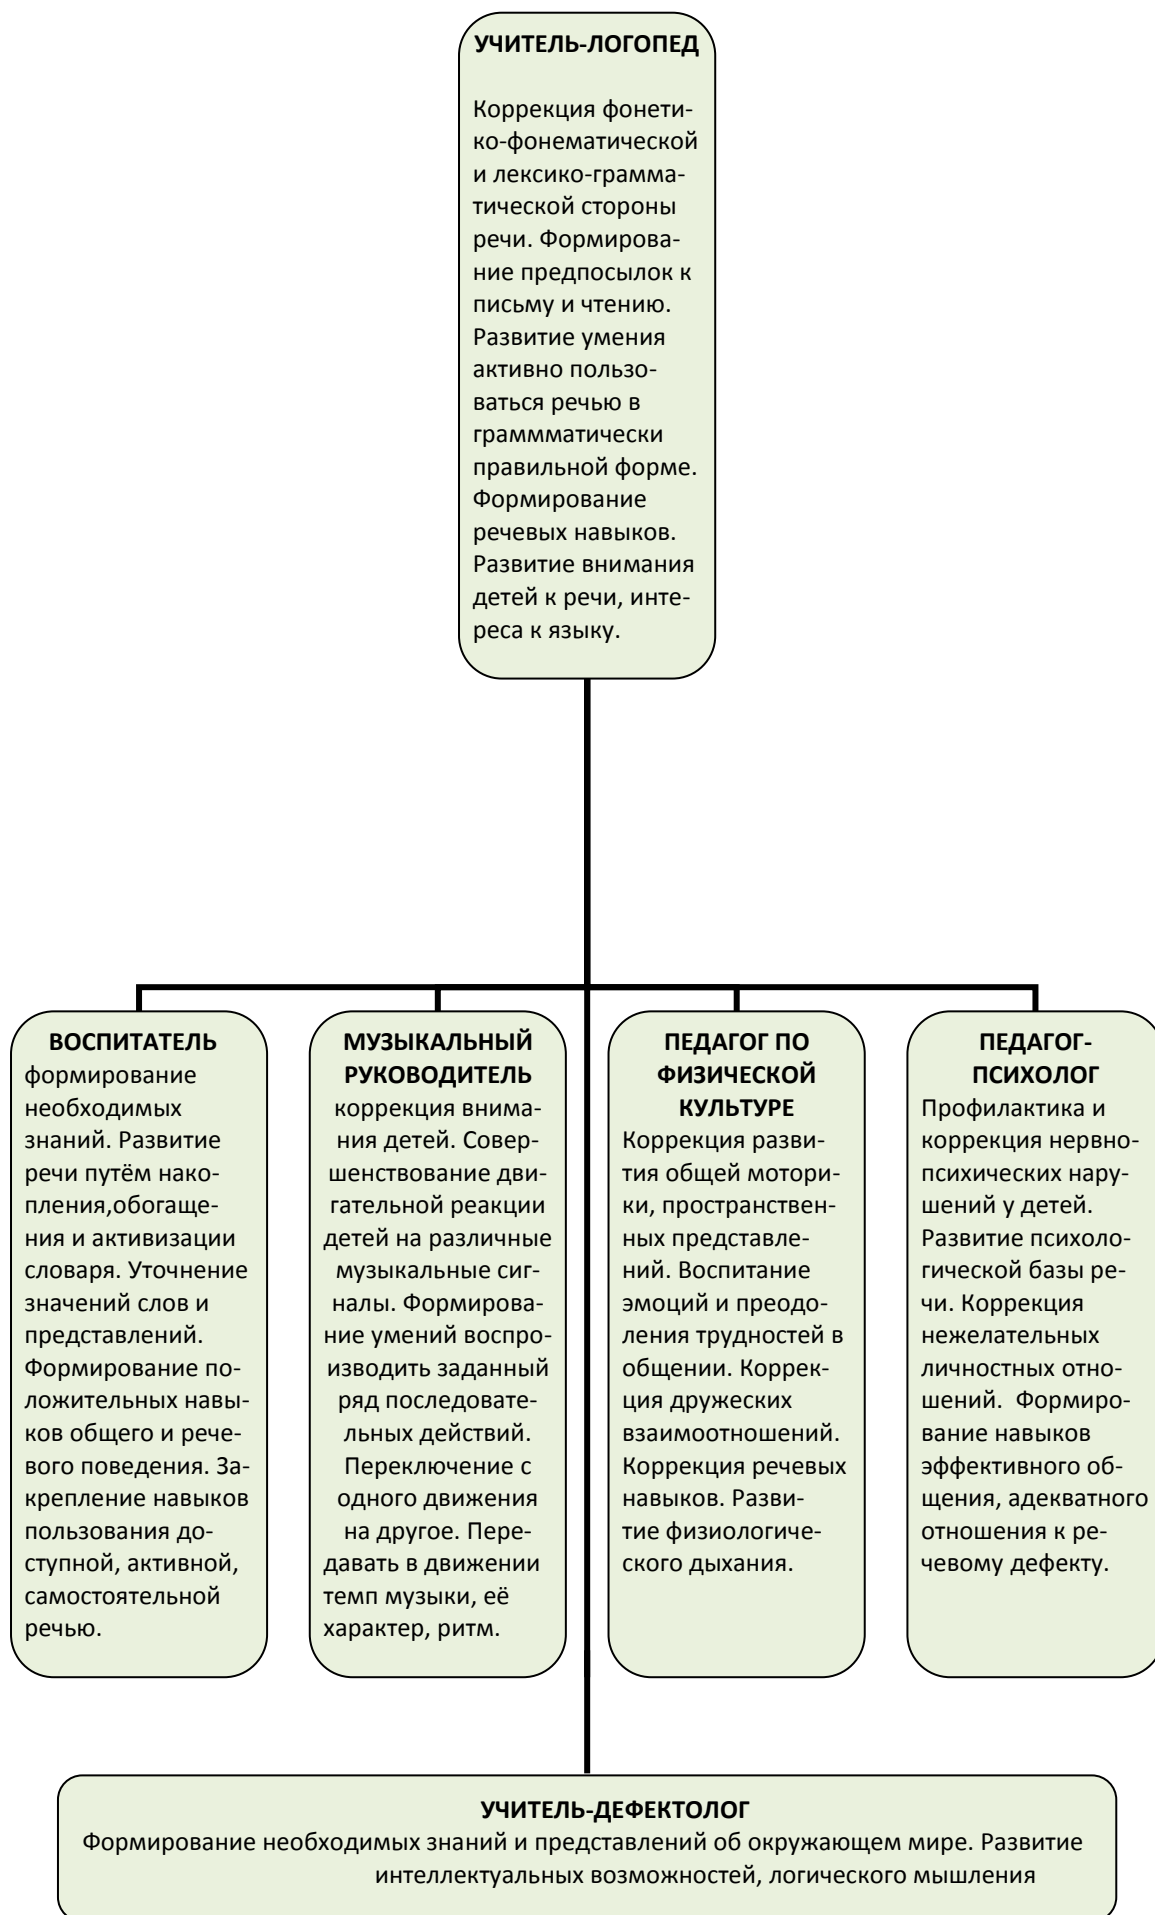 УЧИТЕЛЬ-ЛОГОПЕД
Коррекция фонети-
ко-фонематической
и лексико-грамма-
тической стороны
речи. Формирова-
ние предпосылок к
письму и чтению.
Развитие умения
активно пользо-
ваться речью в
граммматически
правильной форме.
Формирование
речевых навыков.
Развитие внимания
детей к речи, инте-
реса к языку.
ВОСПИТАТЕЛЬ
формирование
необходимых
знаний. Развитие
речи путём нако-
пления,обогаще-
ния и активизации
словаря. Уточнение
значений слов и
представлений.
Формирование по-
ложительных навы-
ков общего и рече-
вого поведения. За-
крепление навыков
пользования до-
ступной, активной,
самостоятельной
речью.
МУЗЫКАЛЬНЫЙ
РУКОВОДИТЕЛЬ
коррекция внима-
ния детей. Совер-
шенствование дви-
гательной реакции
детей на различные
музыкальные сиг-
налы. Формирова-
ние умений воспро-
изводить заданный
ряд последовате-
льных действий.
Переключение с
одного движения
на другое. Пере-
давать в движении
темп музыки, её
характер, ритм.
ПЕДАГОГ ПО
ФИЗИЧЕСКОЙ
КУЛЬТУРЕ
Коррекция разви-
тия общей мотори-
ки, пространствен-
ных представле-
ний. Воспитание
эмоций и преодо-
ления трудностей в
общении. Коррек-
ция дружеских
взаимоотношений.
Коррекция речевых
навыков. Разви-
тие физиологиче-
ского дыхания.
ПЕДАГОГ-
ПСИХОЛОГ
Профилактика и
коррекция нервно-
психических нару-
шений у детей.
Развитие психоло-
гической базы ре-
чи. Коррекция
нежелательных
личностных отно-
шений. Формиро-
вание навыков
эффективного об-
щения, адекватного
отношения к ре-
чевому дефекту.
УЧИТЕЛЬ-ДЕФЕКТОЛОГ
Формирование необходимых знаний и представлений об окружающем мире. Развитие
интеллектуальных возможностей, логического мышления